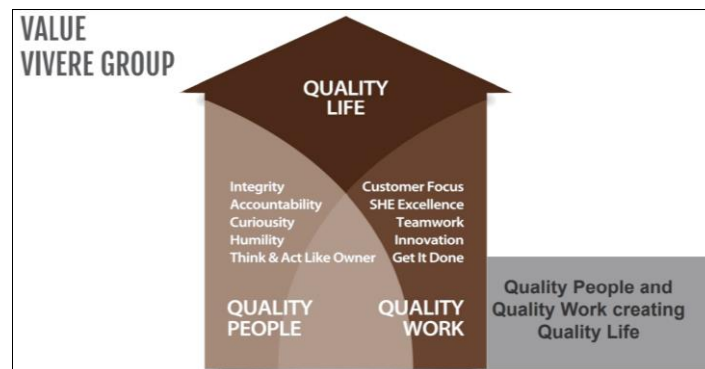 VALUE
VIVERE GROUP
QUALITY
LIFE
Integrity
Accountability
Curiousity
Humility
Think & Act Like Owner
Customer Focus
SHE Excellence
Teamwork
Innovation
Get It Done
QUALITY
PEOPLE
QUALITY
WORK
Quality People and
Quality Work creating
Quality Life